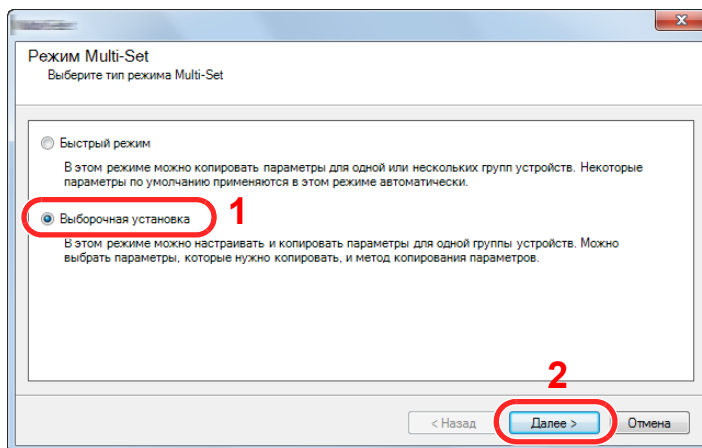 Режим Multi-Set
Выберите тип режима Multi-Set
Быстрый режим
В этом режиме можно копировать параметры для одной или нескольких групп устройств. Некоторые
параметры по умолчанию применяются в этом режиме автоматически.
Выборочная установка
1
В этом режиме можно настраивать и копировать параметры для одной группы устройств. Можно
выбрать параметры, которые нужно копировать, и метод копирования параметров.
2
< Назад
Далее >
Отмена